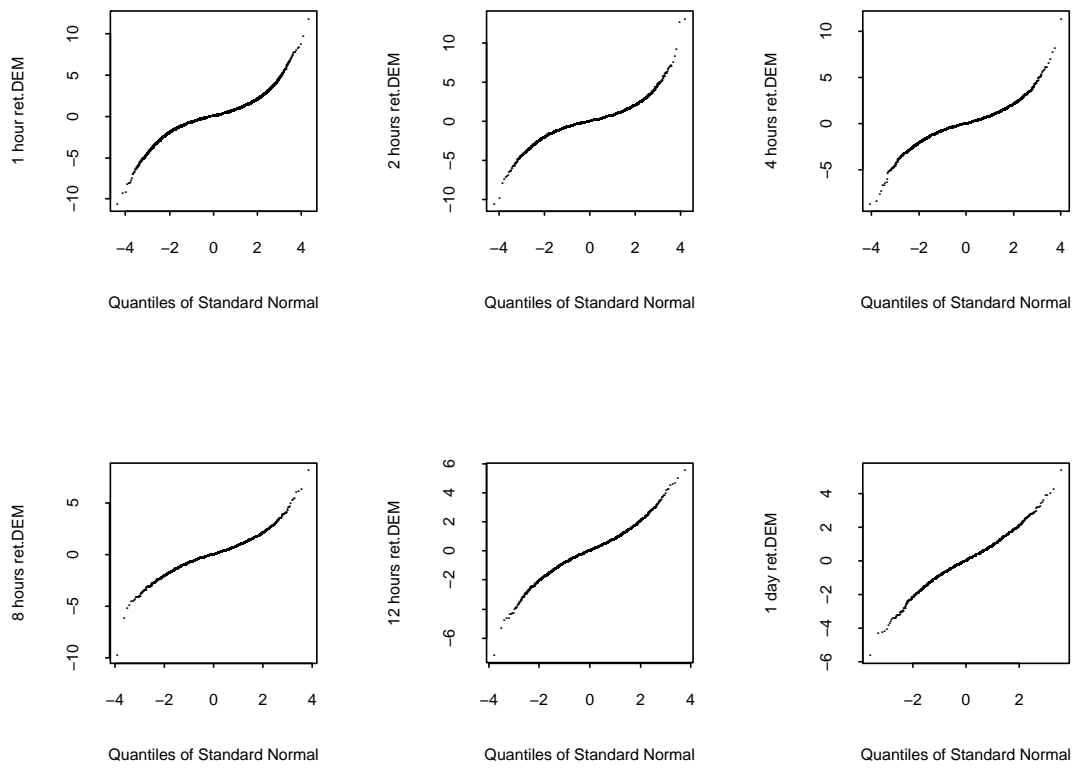 1 hour ret.DEM
10
5
0
−5
−10
−4 −2 0 2 4
Quantiles of Standard Normal
2 hours ret.DEM
10
5
0
−5
−10
−4 −2 0 2 4
Quantiles of Standard Normal
4 hours ret.DEM
10
5
0
−5
−4 −2 0 2 4
Quantiles of Standard Normal
8 hours ret.DEM
5
0
−5
−10
−4 −2 0 2 4
Quantiles of Standard Normal
12 hours ret.DEM
6
4
2
0
−2
−6
−4 −2 0 2 4
Quantiles of Standard Normal
1 day ret.DEM
4
2
0
−2
−4
−6
−2 0 2
Quantiles of Standard Normal